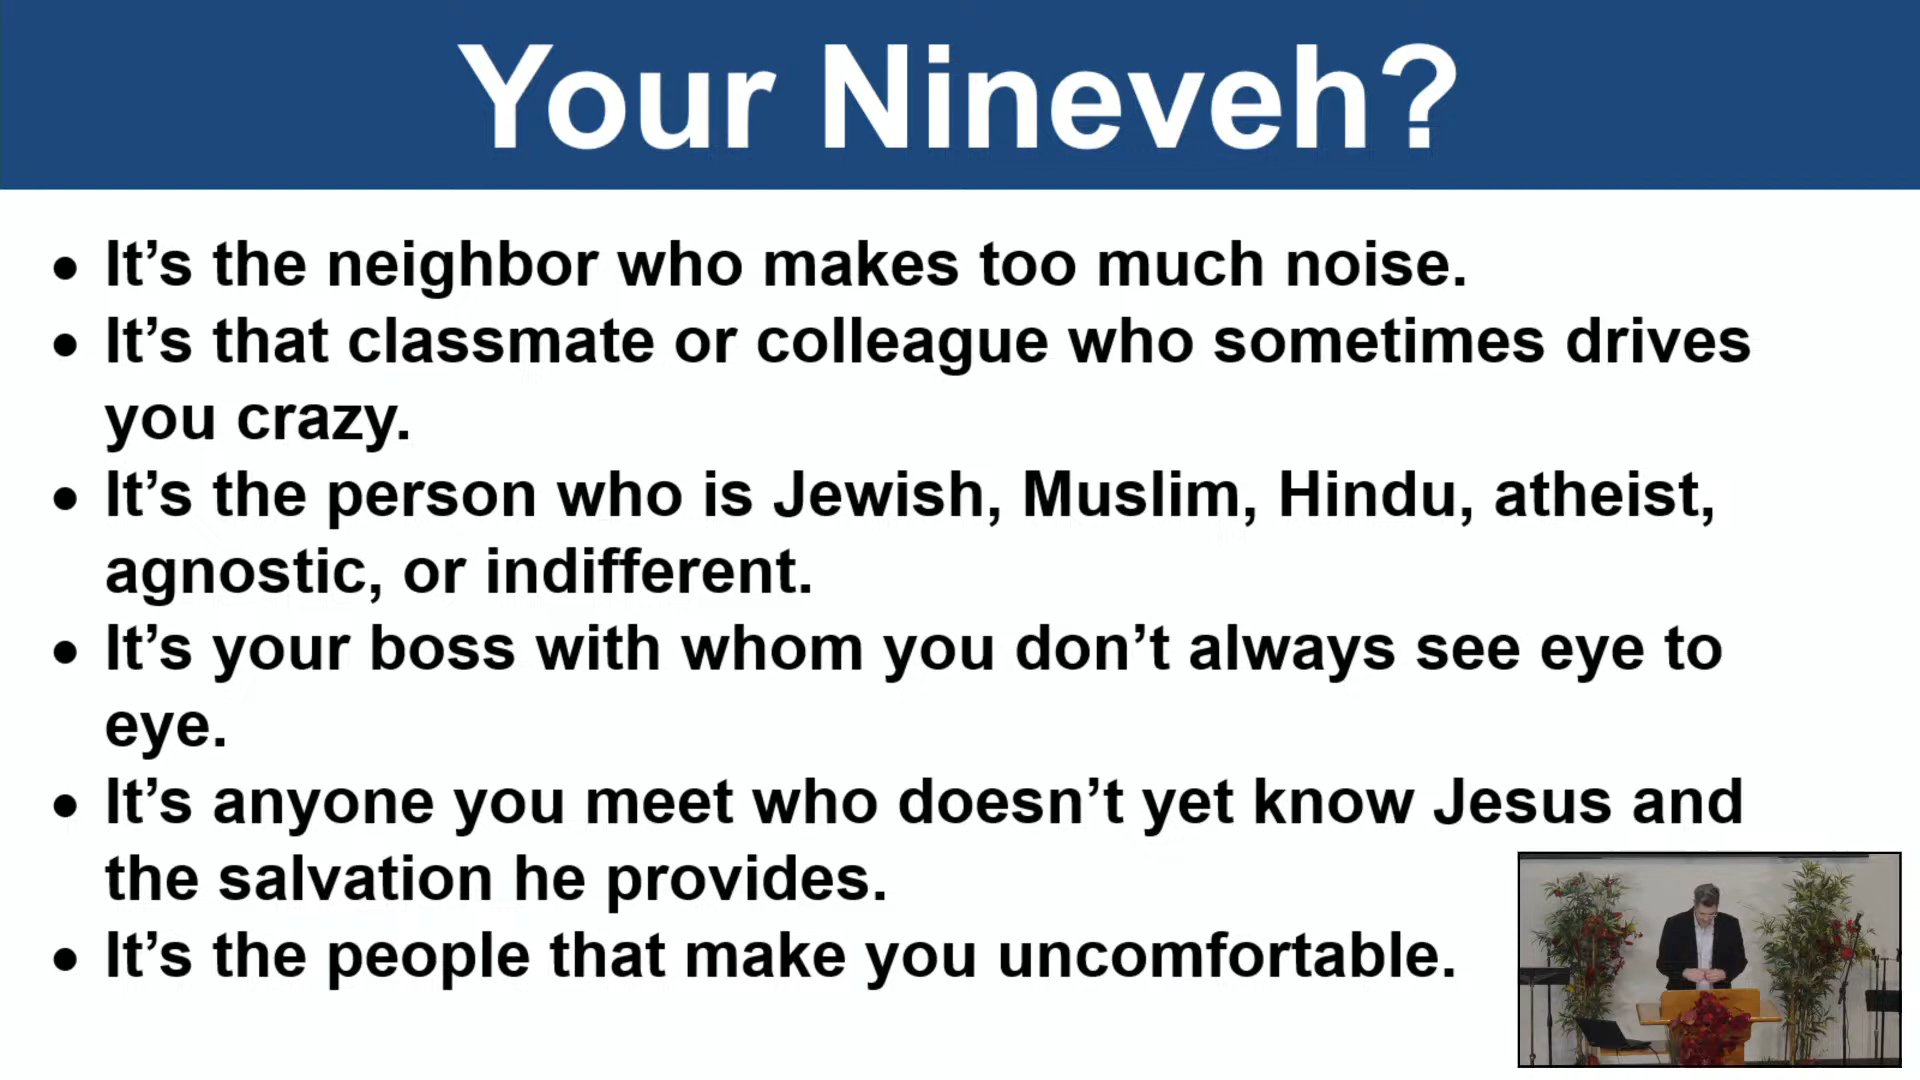 Your Nineveh?
• It’s the neighbor who makes too much noise.
• It’s that classmate or colleague who sometimes drives
you crazy.
• It’s the person who is Jewish, Muslim, Hindu, atheist,
agnostic, or indifferent.
• It’s your boss with whom you don’t always see eye to
eye.
• It’s anyone you meet who doesn’t yet know Jesus and
the salvation he provides.
• It’s the people that make you uncomfortable.